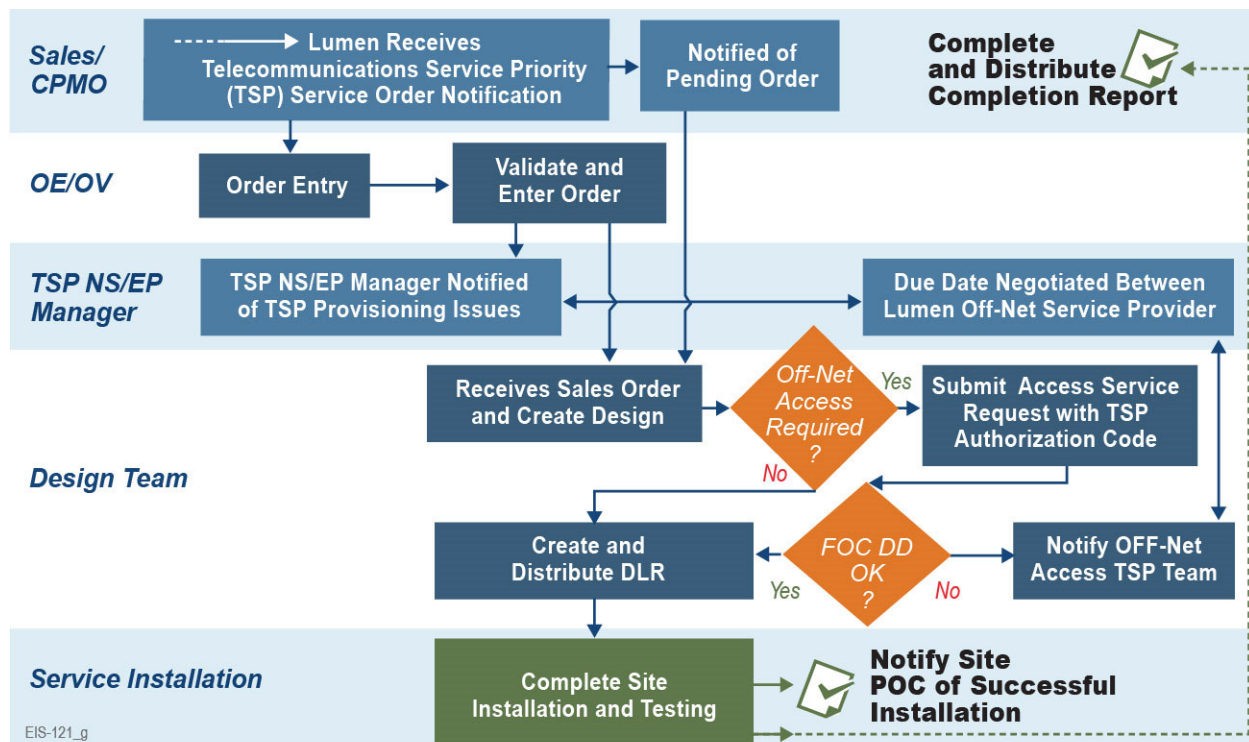 Sales/
CPMO
Lumen Receives
Telecommunications Service Priority
(TSP) Service Order Notification
Notified of
Pending Order
Complete
and Distribute
Completion Report
OE/OV
Order Entry
Validate and
Enter Order
TSP NS/EP
Manager
TSP NS/EP Manager Notified
of TSP Provisioning Issues
Due Date Negotiated Between
Lumen Off-Net Service Provider
Design Team
Receives Sales Order
and Create Design
Off-Net
Access
Required
?
Yes
No
Submit Access Service
Request with TSP
Authorization Code
Create and
Distribute DLR
FOC DD
OK
?
Yes
No
Notify OFF-Net
Access TSP Team
Service Installation
Complete Site
Installation and Testing
Notify Site
POC of Successful
Installation
EIS-121_g